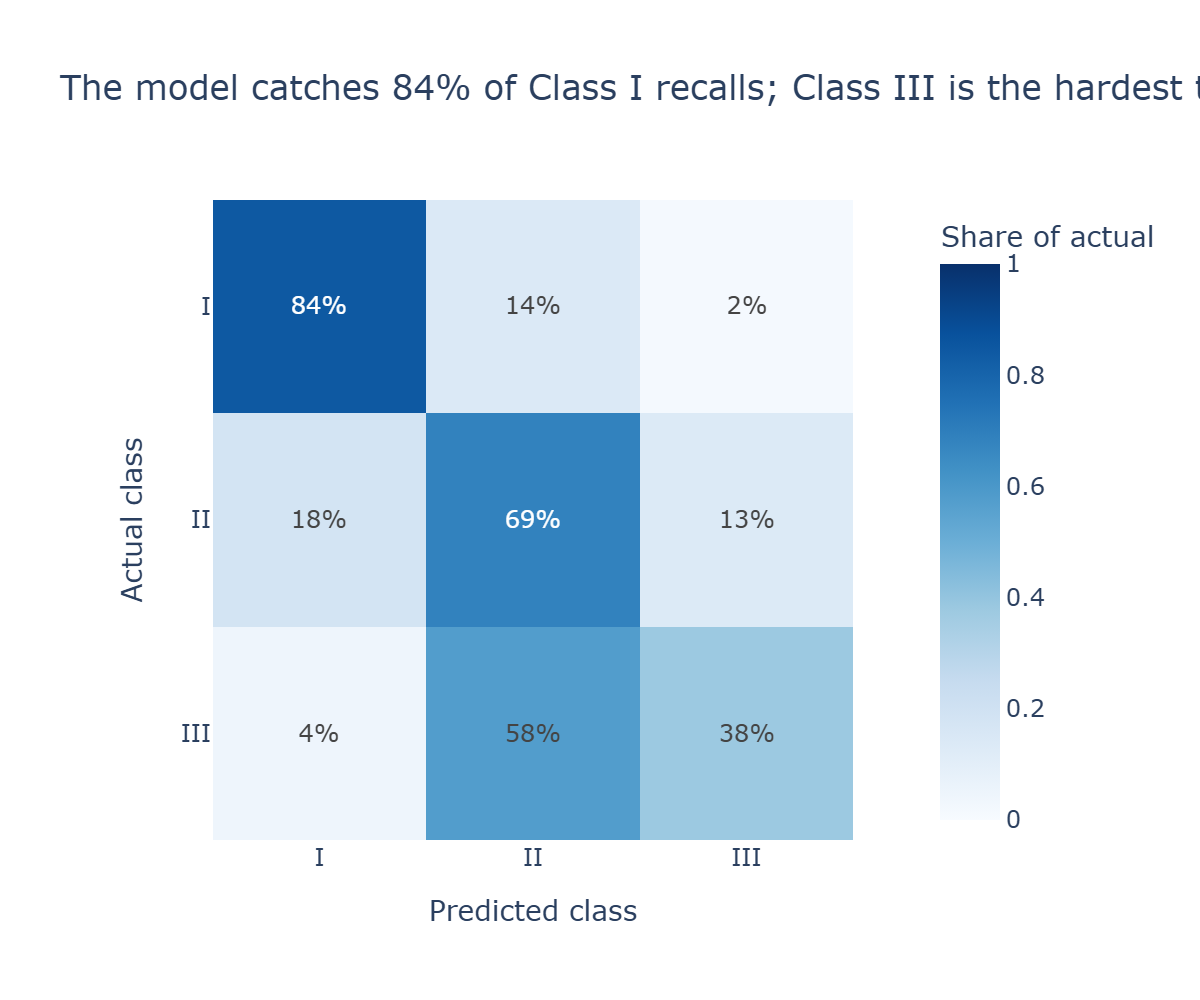 The model catches 84% of Class I recalls; Class III is the hardest
Share of actual
1
0.8
0.6
0.4
0.2
0
Actual class
I
84%
14%
2%
II
18%
69%
13%
III
4%
58%
38%
I
II
III
Predicted class